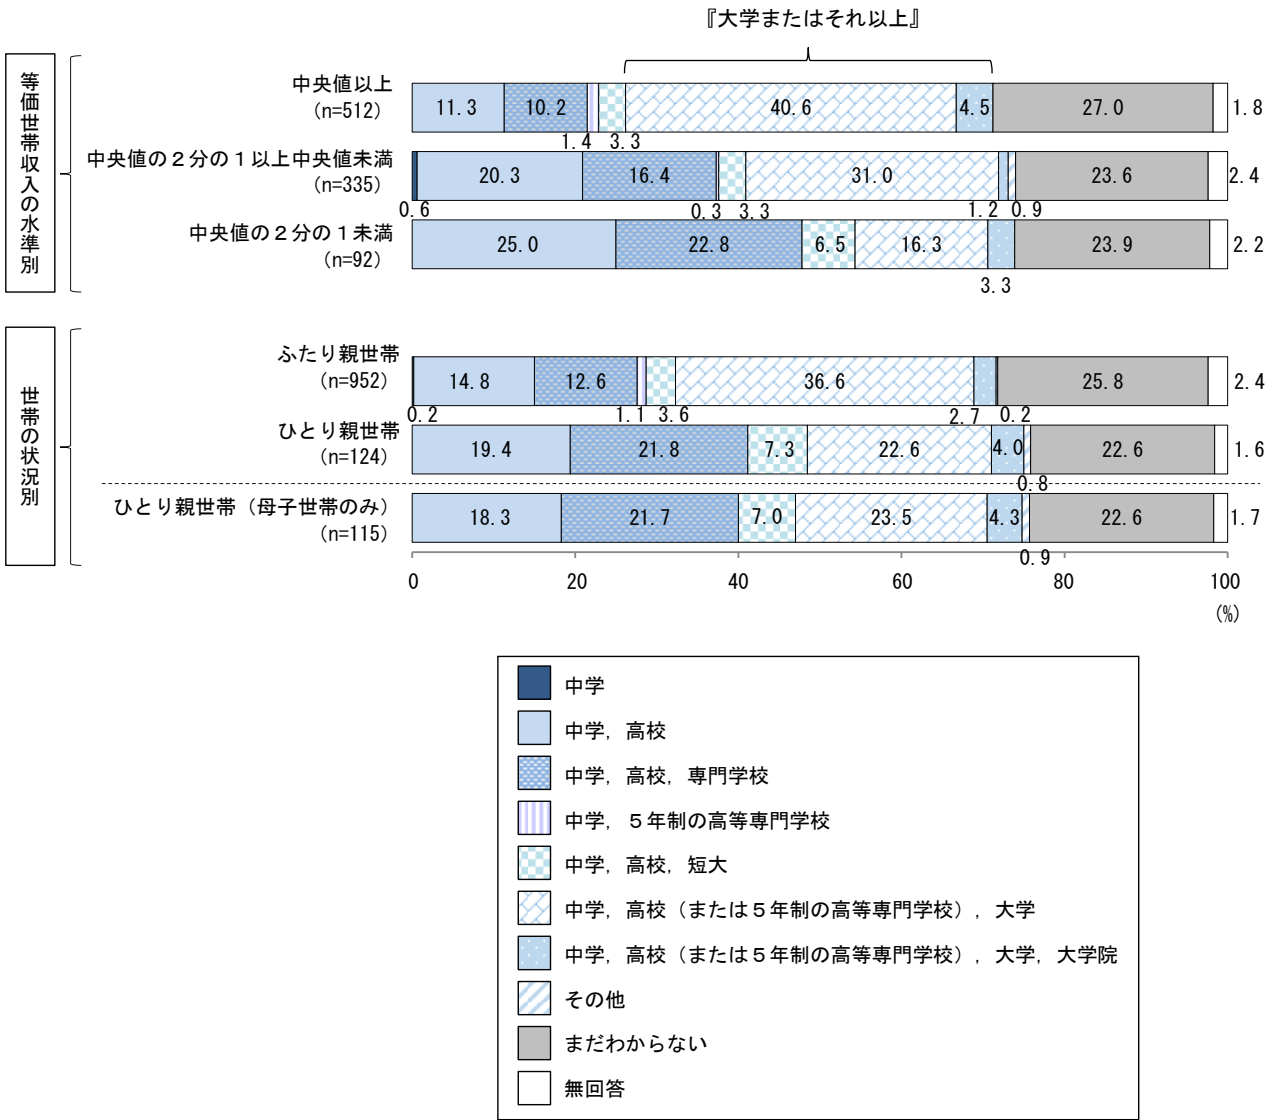 『大学またはそれ以上』
等価世帯収入の水準別
中央値以上
(n=512)
11.3 10.2 40.6 4.5 27.0 1.8
1.4 3.3
中央値の２分の１以上中央値未満
(n=335)
20.3 16.4 31.0 23.6 2.4
0.6 0.3 3.3 1.2 0.9
中央値の２分の１未満
(n=92)
25.0 22.8 6.5 16.3 23.9 2.2
3.3
世帯の状況別
ふたり親世帯
(n=952)
14.8 12.6 36.6 25.8 2.4
0.2 1.1 3.6 2.7 0.2
ひとり親世帯
(n=124)
19.4 21.8 7.3 22.6 4.0 22.6 1.6
0.8
ひとり親世帯（母子世帯のみ）
(n=115)
18.3 21.7 7.0 23.5 4.3 22.6 1.7
0.9
0 20 40 60 80 100
(%)
中学
中学，高校
中学，高校，専門学校
中学，５年制の高等専門学校
中学，高校，短大
中学，高校（または５年制の高等専門学校），大学
中学，高校（または５年制の高等専門学校），大学，大学院
その他
まだわからない
無回答